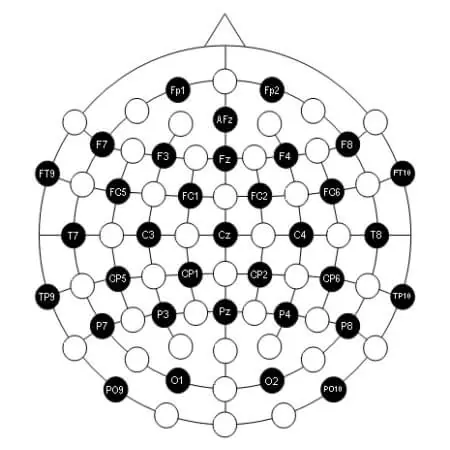 Fp1 Fp2
AFz
F7 F3 Fz F4 F8
FT9 FT10
FC5 FC1 FC2 FC6
T7 C3 Cz C4 T8
CP5 CP1 CP2 CP6
TP9 TP10
P7 P3 Pz P4 P8
O1 O2
PO9 PO10